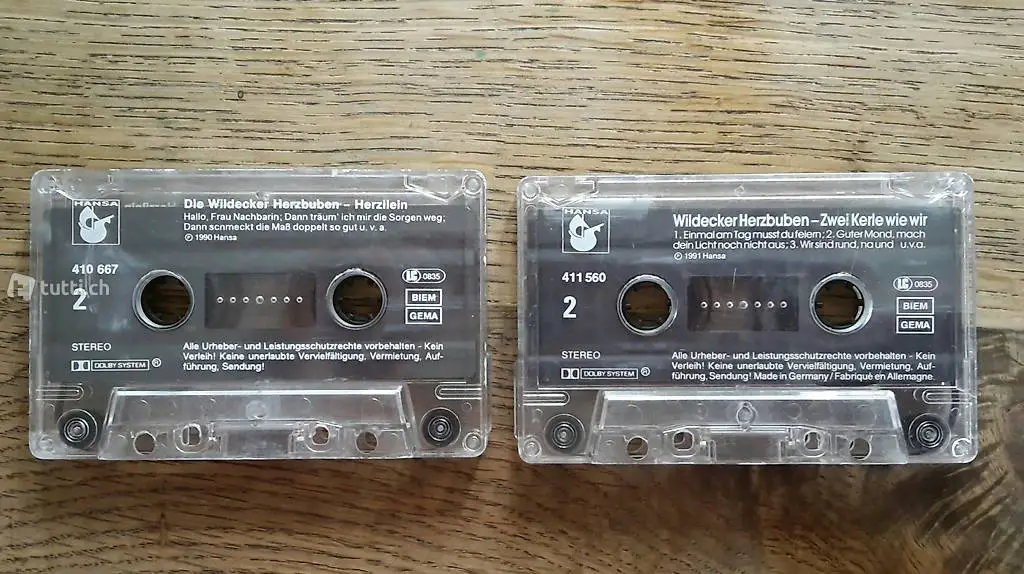 HANSA
Die Wildecker Herzbuben – Herzilein
Hallo, Frau Nachbarin; Dann träum' ich mir die Sorgen weg;
Dann schmeckt die Maß doppelt so gut u. v. a.
℗ 1990 Hansa
410 667
2
LC 0835
BIEM
GEMA
STEREO
DOLBY SYSTEM ®
Alle Urheber- und Leistungsschutzrechte vorbehalten - Kein
Verleih! Keine unerlaubte Vervielfältigung, Vermietung, Auf-
führung, Sendung!
HANSA
Wildecker Herzbuben – Zwei Kerle wie wir
1. Einmal am Tag musst du feiern; 2. Guter Mond, mach
dein Licht noch nicht aus; 3. Wir sind rund, na und u.v.a.
℗ 1991 Hansa
411 560
2
LC 0835
BIEM
GEMA
STEREO
DOLBY SYSTEM ®
Alle Urheber- und Leistungsschutzrechte vorbehalten - Kein
Verleih! Keine unerlaubte Vervielfältigung, Vermietung, Auf-
führung, Sendung! Made in Germany / Fabriqué en Allemagne.
tutti.ch